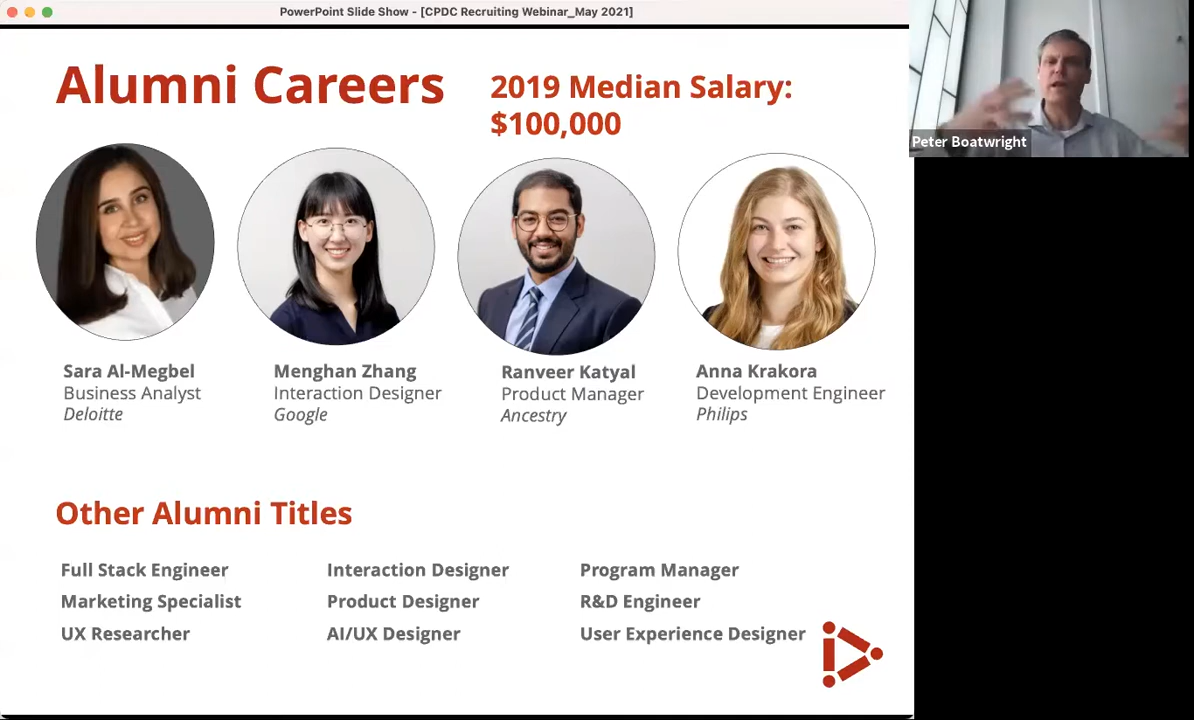 PowerPoint Slide Show - [CPDC Recruiting Webinar_May 2021]
Alumni Careers
2019 Median Salary:
$100,000
Peter Boatwright
Sara Al-Megbel
Business Analyst
Deloitte
Menghan Zhang
Interaction Designer
Google
Ranveer Katyal
Product Manager
Ancestry
Anna Krakora
Development Engineer
Philips
Other Alumni Titles
Full Stack Engineer
Marketing Specialist
UX Researcher
Interaction Designer
Product Designer
AI/UX Designer
Program Manager
R&D Engineer
User Experience Designer